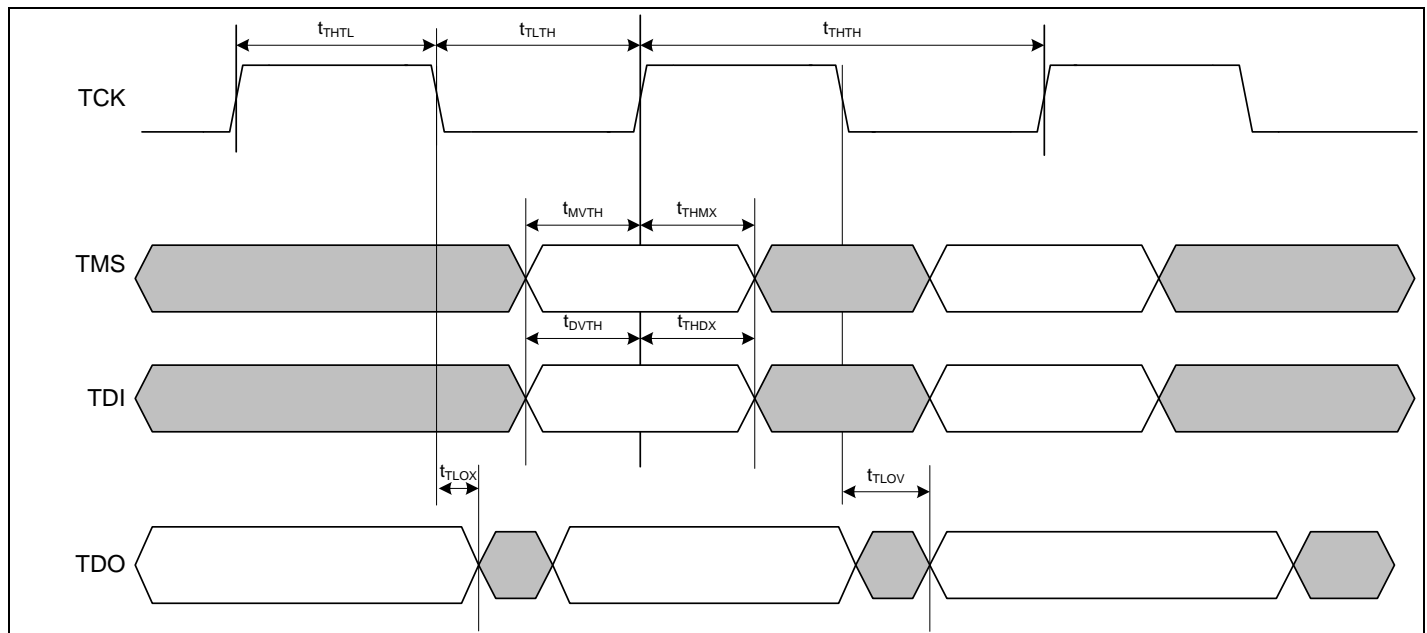 tTHTL tTLTH tTHTH
TCK
tMVTH tTHMX
TMS
tDVTH tTHDX
TDI
tTLOX tTLOV
TDO